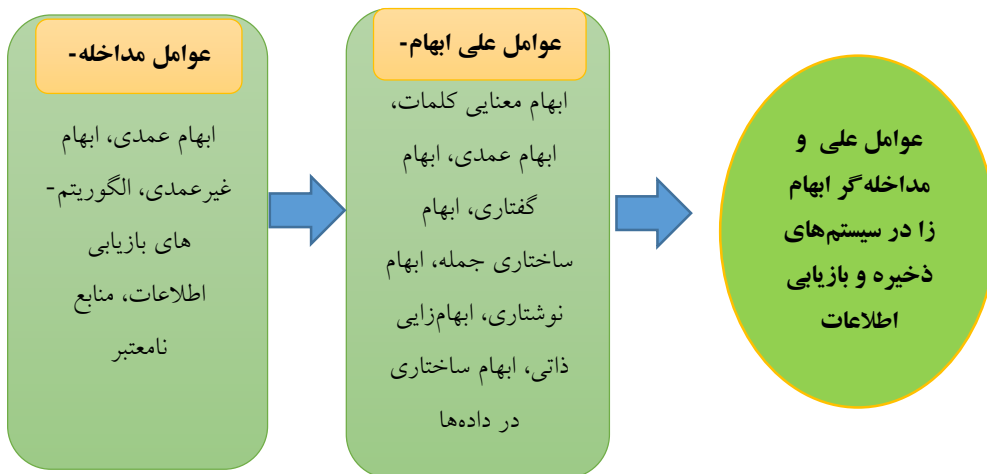 عوامل مداخله-
ابهام عمدی، ابهام
غیرعمدی، الگوریتم-
های بازیابی
اطلاعات، منابع
نامعتبر
عوامل علی ابهام-
ابهام معنایی کلمات،
ابهام عمدی، ابهام
گفتاری، ابهام
ساختاری جمله، ابهام
نوشتاری، ابهام‌زایی
ذاتی، ابهام ساختاری
در داده‌ها
عوامل علی و
مداخله‌گر ابهام
زا در سیستم‌های
ذخیره و بازیابی
اطلاعات